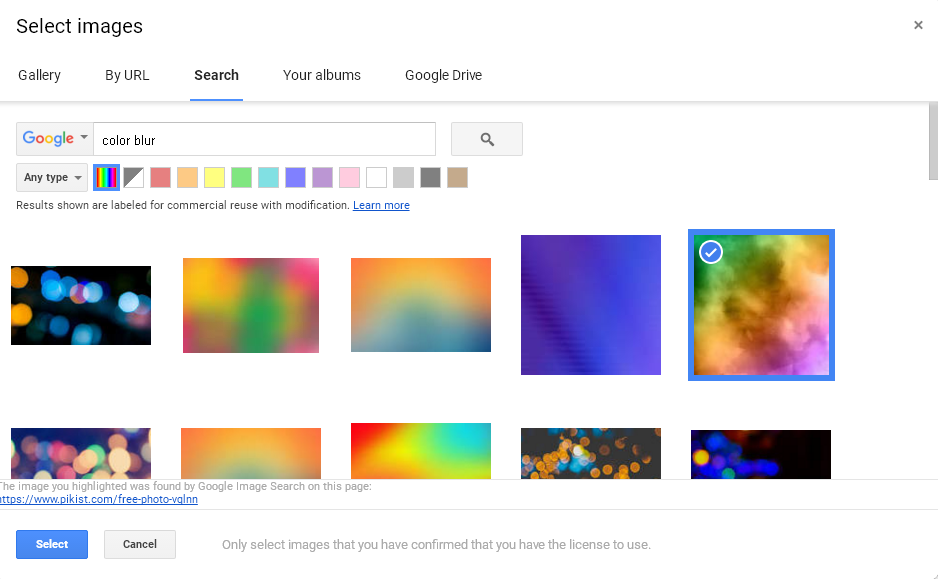 Select images
×
Gallery By URL Search Your albums Google Drive
Google color blur
Any type
Results shown are labeled for commercial reuse with modification. Learn more
The image you highlighted was found by Google Image Search on this page:
https://www.pikist.com/free-photo-vqlnn
Select Cancel Only select images that you have confirmed that you have the license to use.